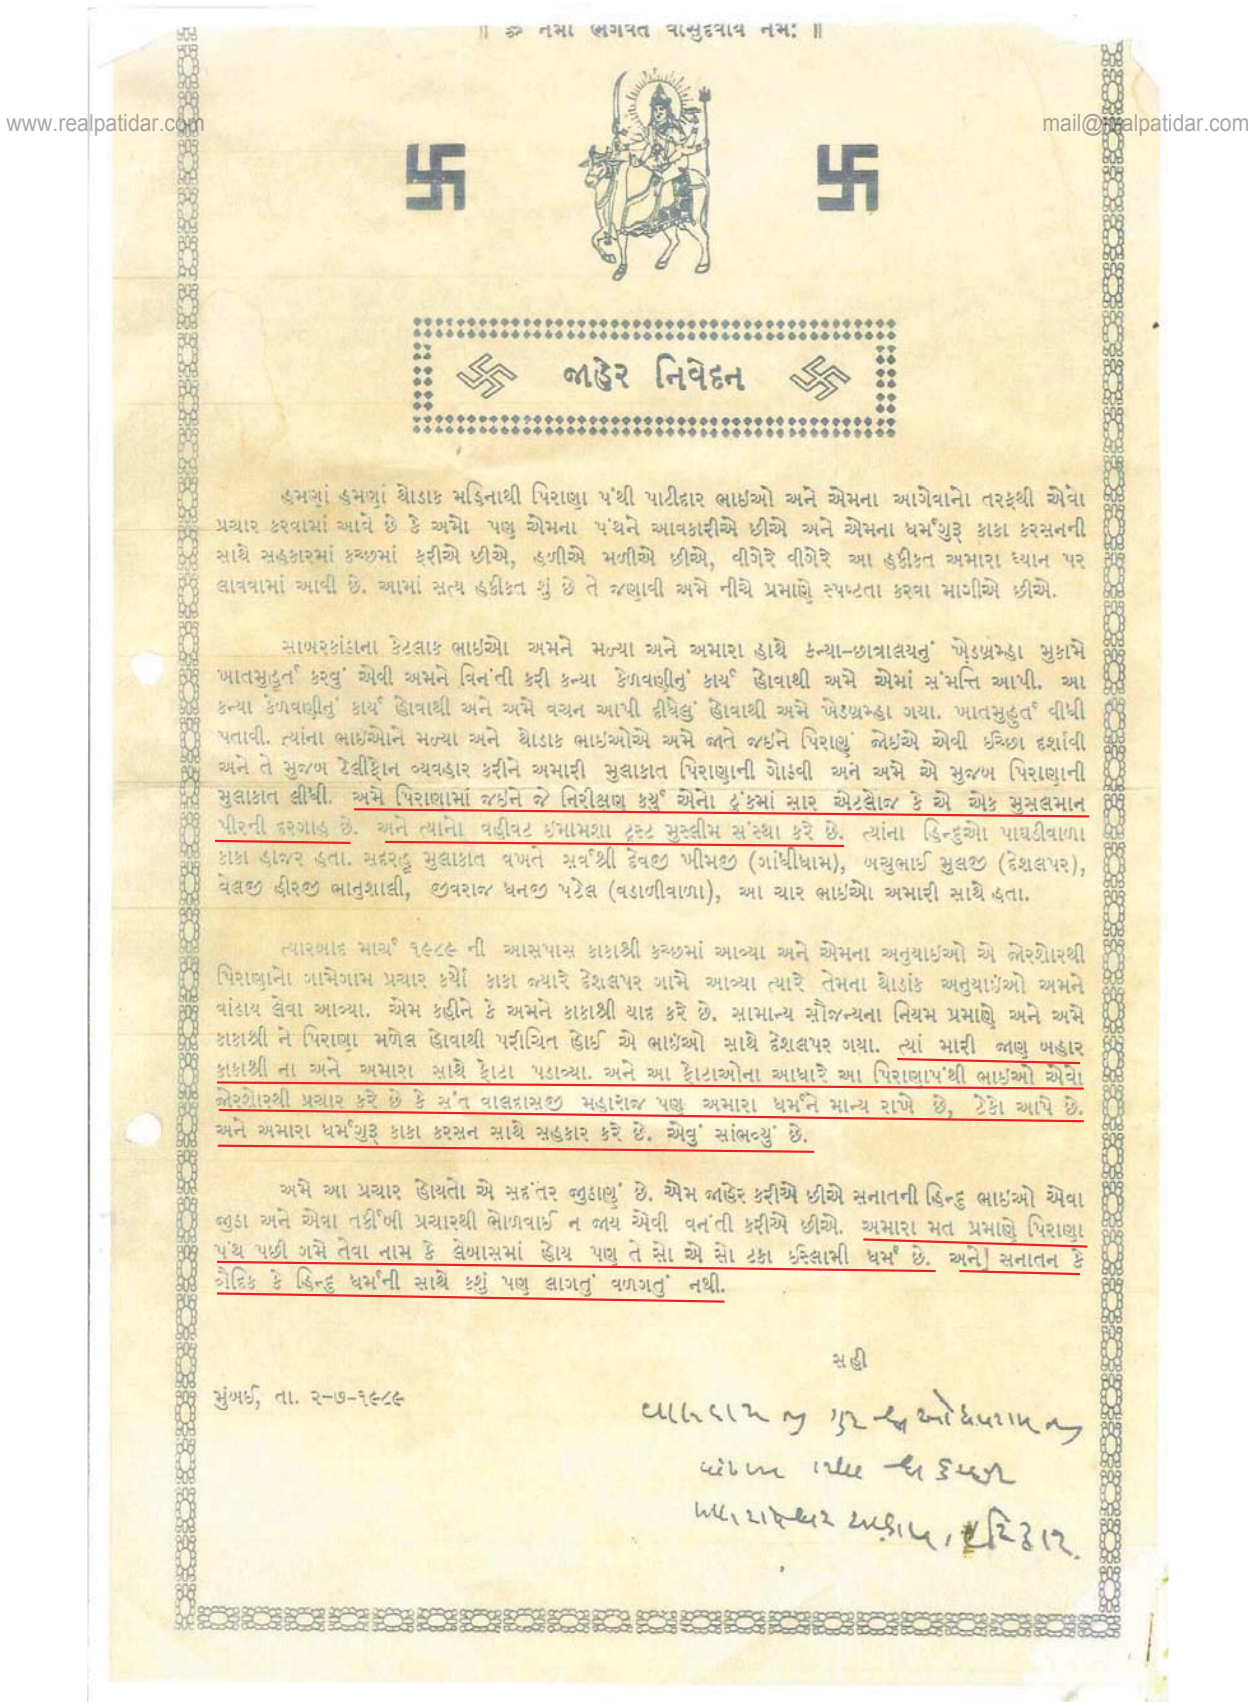 ॥ ૐ નમો ભગવતે વાસુદેવાય નમઃ ॥
www.realpatidar.com
mail@realpatidar.com
જાહેર નિવેદન
હમણાં હમણાં થોડાક મહિનાથી પિરાણા પંથી પાટીદાર ભાઇઓ અને એમના આગેવાનો તરફથી એવો
પ્રચાર કરવામાં આવે છે કે અમો પણ એમના પંથને આવકારીએ છીએ અને એમના ધર્મગુરૂ કાકા કરસનની
સાથે સહકારમાં કચ્છમાં ફરીએ છીએ, હળીએ મળીએ છીએ, વીગેરે વીગેરે આ હકીકત અમારા ધ્યાન પર
લાવવામાં આવી છે. આમાં સત્ય હકીકત શું છે તે જણાવી અમે નીચે પ્રમાણે સ્પષ્ટતા કરવા માગીએ છીએ.
સાબરકાંઠાના કેટલાક ભાઇઓ અમને મળ્યા અને અમારા હાથે કન્યા-છાત્રાલયનું ખેડબ્રમ્હા મુકામે
ખાતમુહૂર્ત કરવું એવી અમને વિનંતી કરી કન્યા કેળવણીનું કાર્ય હોવાથી અમે એમાં સંમત્તિ આપી. આ
કન્યા કેળવણીનું કાર્ય હોવાથી અને અમે વચન આપી દીધેલું હોવાથી અમે ખેડબ્રમ્હા ગયા. ખાતમુહુર્ત વીધી
પતાવી. ત્યાંના ભાઇઓને મળ્યા અને થોડાક ભાઇઓએ અમે જાતે જઇને પિરાણું જોઇએ એવી ઇચ્છા દર્શાવી
અને તે મુજબ ટેલીફોન વ્યવહાર કરીને અમારી મુલાકાત પિરાણાની ગોઠવી અને અમે એ મુજબ પિરાણાની
મુલાકાત લીધી. અમે પિરાણામાં જઇને જે નિરીક્ષણ કર્યું એનો ટૂંકમાં સાર એટલોજ કે એ એક મુસલમાન
પીરની દરગાહ છે. અને ત્યાંનો વહીવટ ઇમામશા ટ્રસ્ટ મુસ્લીમ સંસ્થા કરે છે. ત્યાંના હિન્દુઓ પાઘડીવાળા
કાકા હાજર હતા. સદરહૂ મુલાકાત વખતે સર્વશ્રી દેવજી ખીમજી (ગાંધીધામ), બચુભાઈ મુલજી (દેશલપર),
વેલજી હીરજી ભાનુશાલી, જીવરાજ ધનજી પટેલ (વડાળીવાળા), આ ચાર ભાઇઓ અમારી સાથે હતા.
ત્યારબાદ માર્ચ ૧૯૮૯ ની આસપાસ કાકાશ્રી કચ્છમાં આવ્યા અને એમના અનુયાઇઓ એ જોરશોરથી
પિરાણાનો ગામેગામ પ્રચાર કર્યો કાકા જ્યારે દેશલપર ગામે આવ્યા ત્યારે તેમના થોડાંક અનુયાઈઓ અમને
વાંઢાય લેવા આવ્યા. એમ કહીને કે અમને કાકાશ્રી યાદ કરે છે. સામાન્ય સૌજન્યના નિયમ પ્રમાણે અને અમે
કાકાશ્રી ને પિરાણા મળેલ હોવાથી પરીચિત હોઈ એ ભાઇઓ સાથે દેશલપર ગયા. ત્યાં મારી જાણ બહાર
કાકાશ્રી ના અને અમારા સાથે ફોટા પડાવ્યા. અને આ ફોટાઓના આધારે આ પિરાણાપંથી ભાઇઓ એવો
જોરશોરથી પ્રચાર કરે છે કે સંત વાલદાસજી મહારાજ પણ અમારા ધર્મને માન્ય રાખે છે, ટેકો આપે છે.
અને અમારા ધર્મગુરૂ કાકા કરસન સાથે સહકાર કરે છે. એવું સાંભળ્યું છે.
અમે આ પ્રચાર હોયતો એ સદંતર જુઠાણું છે. એમ જાહેર કરીએ છીએ સનાતની હિન્દુ ભાઇઓ એવા
જુઠા અને એવા તર્કીબી પ્રચારથી ભોળવાઈ ન જાય એવી વનંતી કરીએ છીએ. અમારા મત પ્રમાણે પિરાણા
પંથ પછી ગમે તેવા નામ કે લેબાસમાં હોય પણ તે સો એ સો ટકા ઇસ્લામી ધર્મ છે. અને સનાતન કે
વૈદિક કે હિન્દુ ધર્મની સાથે કશું પણ લાગતું વળગતું નથી.
સહી
મુંબઈ, તા. ૨-૭-૧૯૮૯
વાલદાસ જી ગુરૂ શ્રી ઓધવરામ જી
હરિદ્વાર.